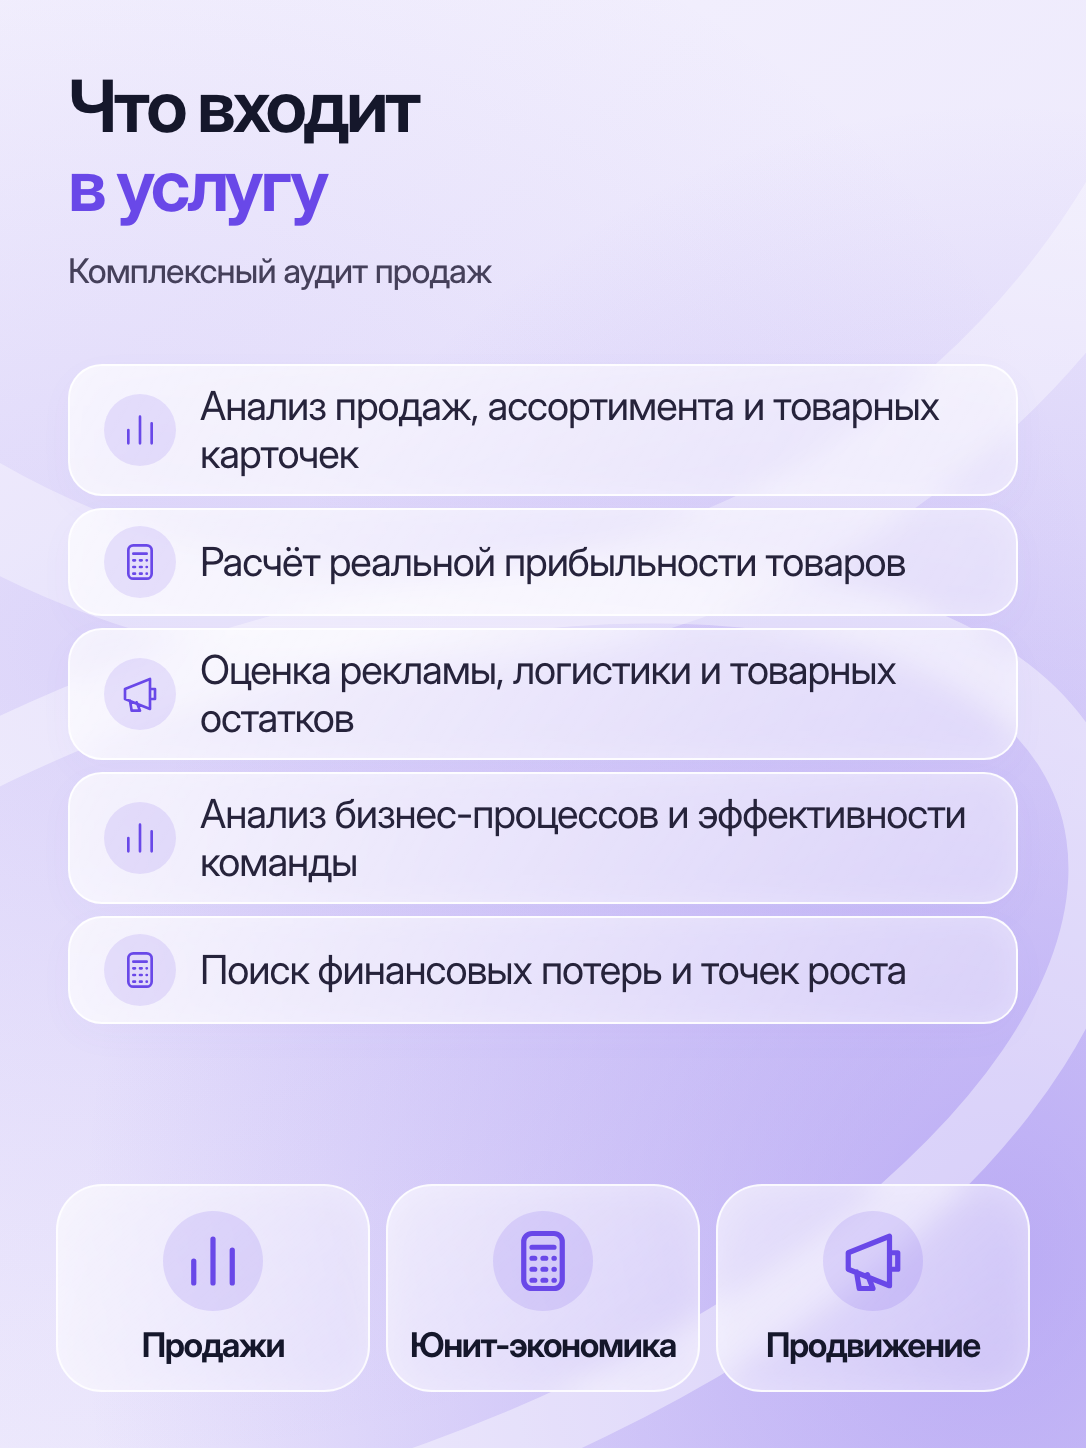 Что входит
в услугу
Комплексный аудит продаж
Анализ продаж, ассортимента и товарных
карточек
Расчёт реальной прибыльности товаров
Оценка рекламы, логистики и товарных
остатков
Анализ бизнес-процессов и эффективности
команды
Поиск финансовых потерь и точек роста
Продажи
Юнит-экономика
Продвижение